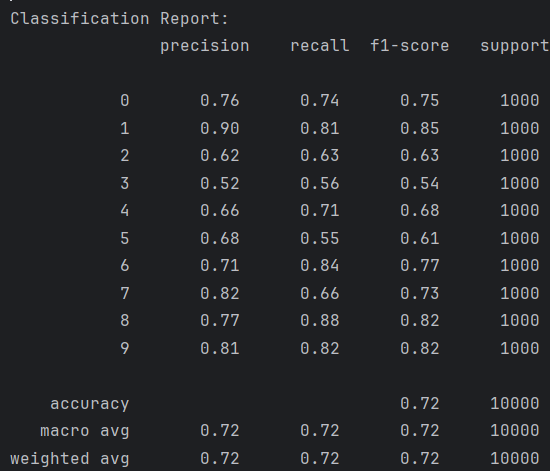 Classification Report:
precision recall f1-score support
0 0.76 0.74 0.75 1000
1 0.90 0.81 0.85 1000
2 0.62 0.63 0.63 1000
3 0.52 0.56 0.54 1000
4 0.66 0.71 0.68 1000
5 0.68 0.55 0.61 1000
6 0.71 0.84 0.77 1000
7 0.82 0.66 0.73 1000
8 0.77 0.88 0.82 1000
9 0.81 0.82 0.82 1000
accuracy 0.72 10000
macro avg 0.72 0.72 0.72 10000
weighted avg 0.72 0.72 0.72 10000